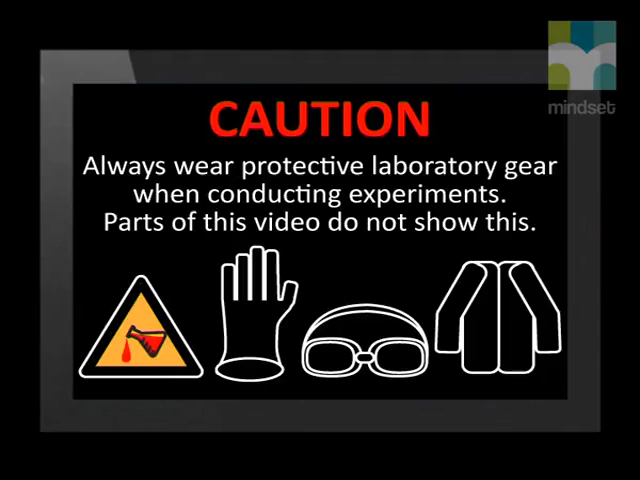 mindset
CAUTION
Always wear protective laboratory gear
when conducting experiments.
Parts of this video do not show this.